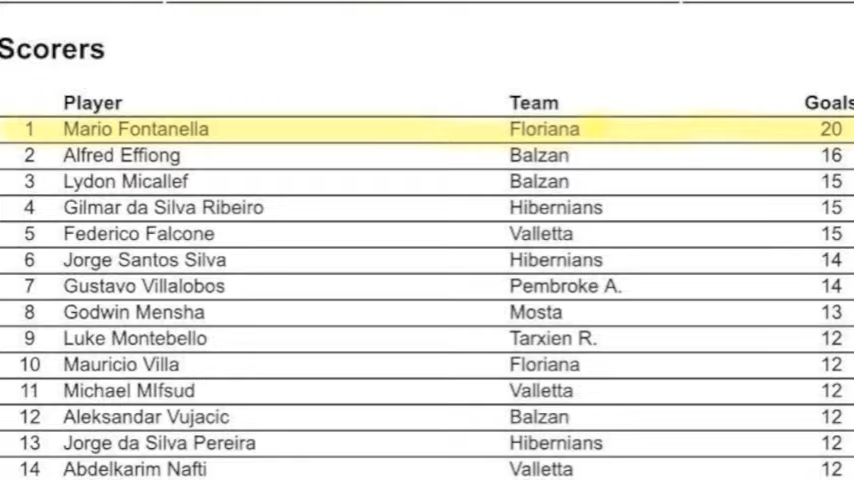 Scorers
Player Team Goals
1 Mario Fontanella Floriana 20
2 Alfred Effiong Balzan 16
3 Lydon Micallef Balzan 15
4 Gilmar da Silva Ribeiro Hibernians 15
5 Federico Falcone Valletta 15
6 Jorge Santos Silva Hibernians 14
7 Gustavo Villalobos Pembroke A. 14
8 Godwin Mensha Mosta 13
9 Luke Montebello Tarxien R. 12
10 Mauricio Villa Floriana 12
11 Michael MIfsud Valletta 12
12 Aleksandar Vujacic Balzan 12
13 Jorge da Silva Pereira Hibernians 12
14 Abdelkarim Nafti Valletta 12